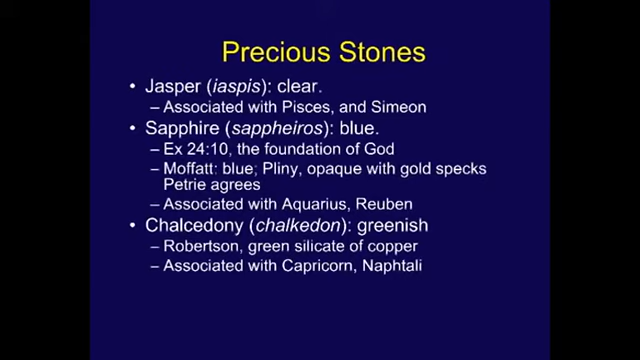 Precious Stones
• Jasper (iaspis): clear.
– Associated with Pisces, and Simeon
• Sapphire (sappheiros): blue.
– Ex 24:10, the foundation of God
– Moffatt: blue; Pliny, opaque with gold specks
Petrie agrees
– Associated with Aquarius, Reuben
• Chalcedony (chalkedon): greenish
– Robertson, green silicate of copper
– Associated with Capricorn, Naphtali